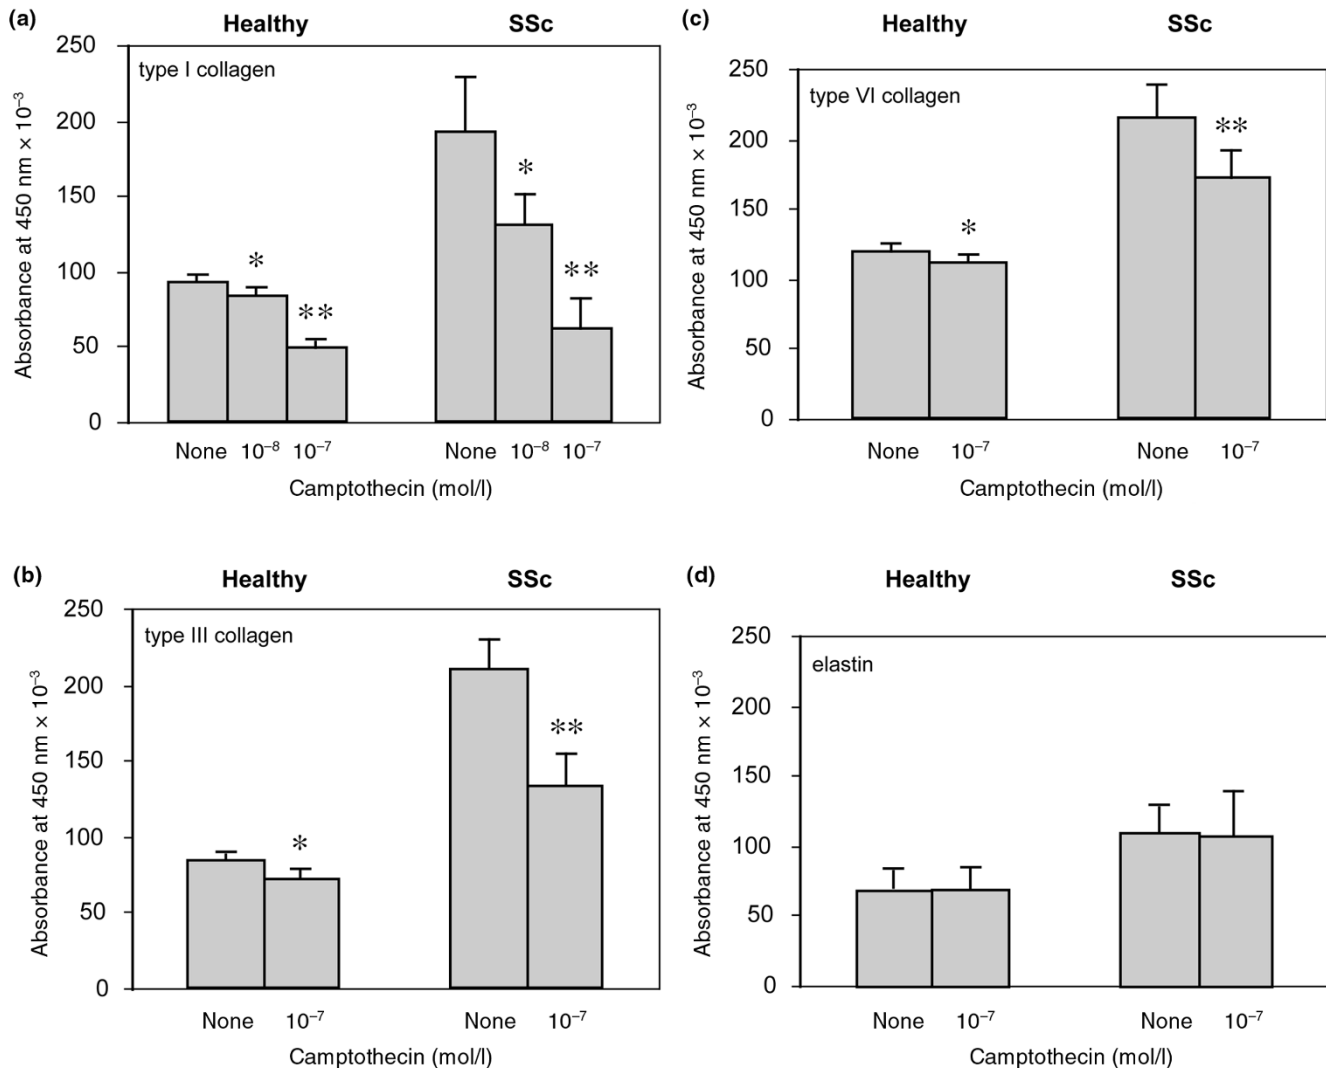 (a)
Healthy SSc
type I collagen
Absorbance at 450 nm × 10⁻³
250
200
150
100
50
0
*
**
*
**
None 10⁻⁸ 10⁻⁷ None 10⁻⁸ 10⁻⁷
Camptothecin (mol/l)
(c)
Healthy SSc
type VI collagen
Absorbance at 450 nm × 10⁻³
250
200
150
100
50
0
*
**
None 10⁻⁷ None 10⁻⁷
Camptothecin (mol/l)
(b)
Healthy SSc
type III collagen
Absorbance at 450 nm × 10⁻³
250
200
150
100
50
0
*
**
None 10⁻⁷ None 10⁻⁷
Camptothecin (mol/l)
(d)
Healthy SSc
elastin
Absorbance at 450 nm × 10⁻³
250
200
150
100
50
0
None 10⁻⁷ None 10⁻⁷
Camptothecin (mol/l)